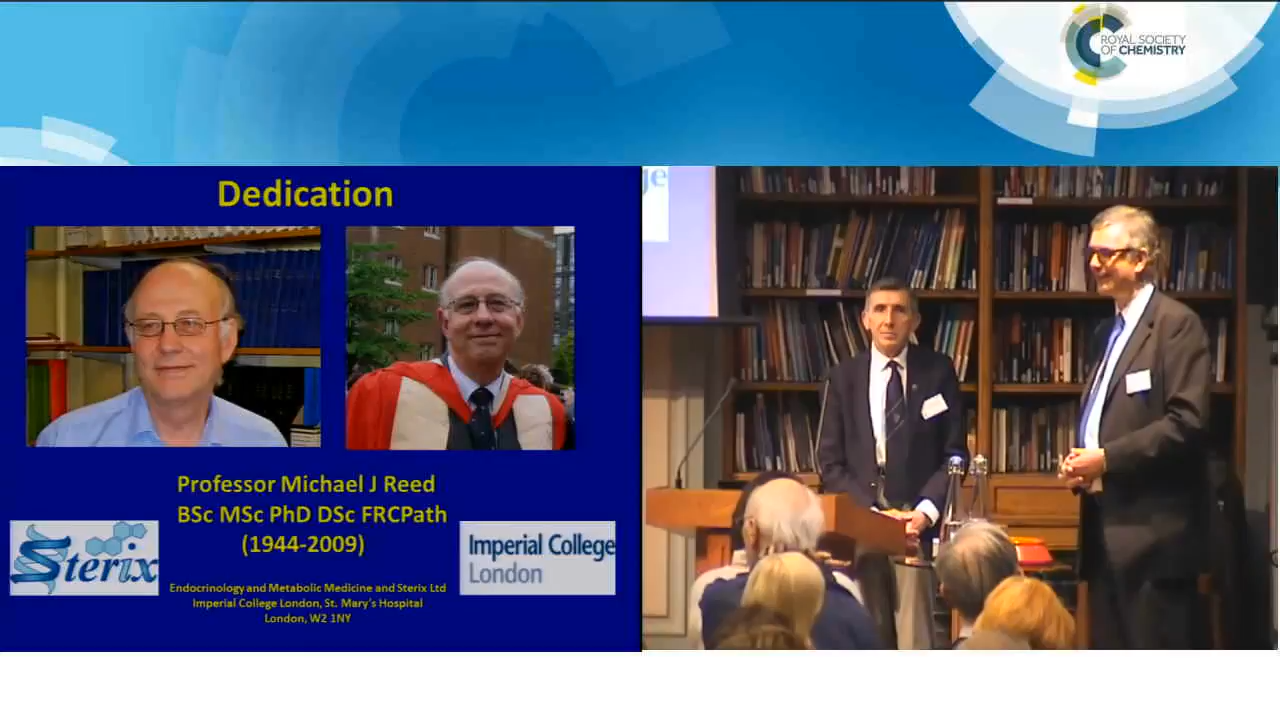 ROYAL SOCIETY
OF CHEMISTRY
Dedication
Professor Michael J Reed
BSc MSc PhD DSc FRCPath
(1944-2009)
Sterix
Imperial College
London
Endocrinology and Metabolic Medicine and Sterix Ltd
Imperial College London, St. Mary's Hospital
London, W2 1NY
ge